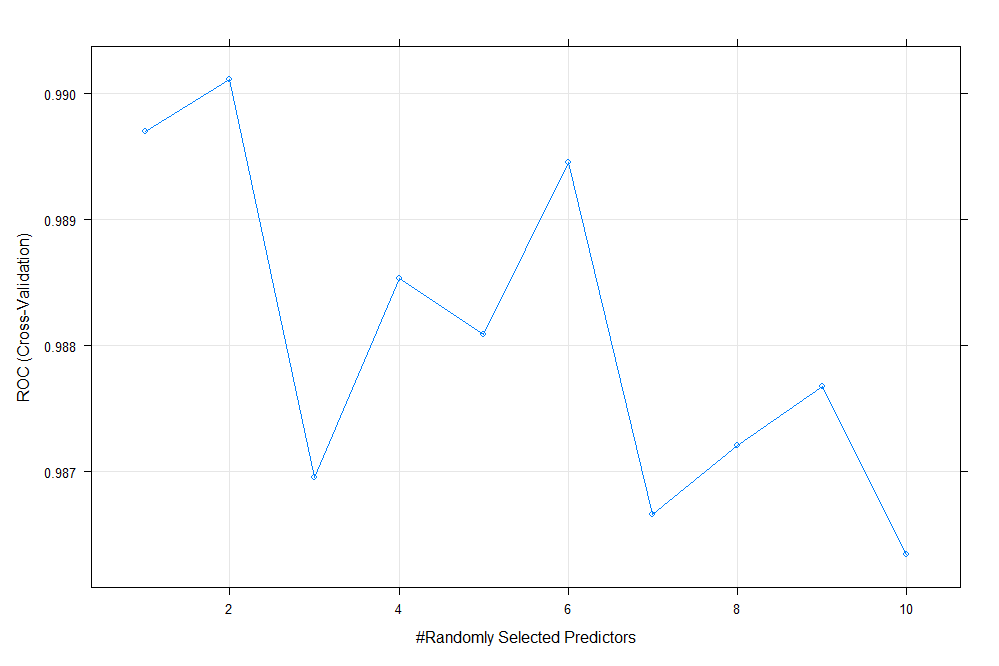 0.990
0.989
0.988
0.987
ROC (Cross-Validation)
2 4 6 8 10
#Randomly Selected Predictors